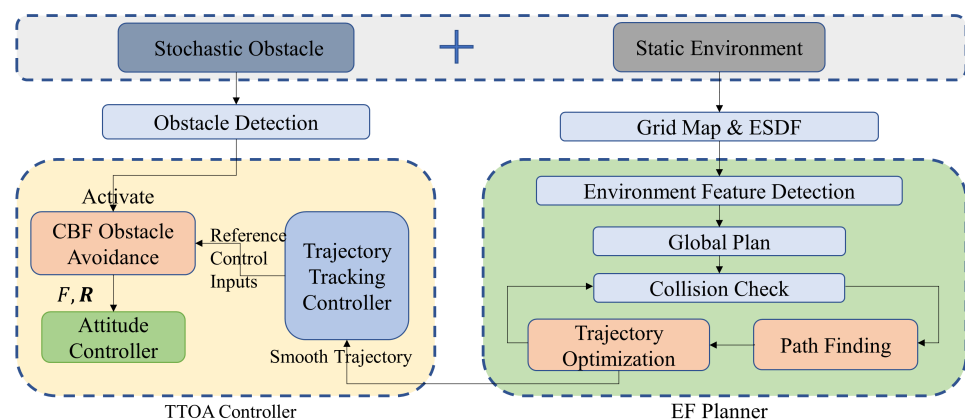 Stochastic Obstacle
+
Static Environment
Obstacle Detection
Grid Map & ESDF
Activate
CBF Obstacle
Avoidance
Reference
Control
Inputs
Trajectory
Tracking
Controller
F, R
Attitude
Controller
Smooth Trajectory
TTOA Controller
Environment Feature Detection
Global Plan
Collision Check
Trajectory
Optimization
Path Finding
EF Planner